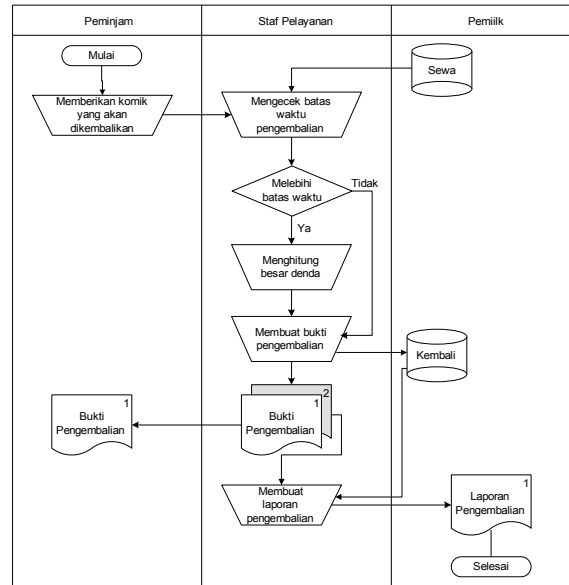 Peminjam
Staf Pelayanan
Pemiilk
Mulai
Sewa
Memberikan komik
yang akan
dikembalikan
Mengecek batas
waktu
pengembalian
Melebihi
batas waktu
Tidak
Ya
Menghitung
besar denda
Membuat bukti
pengembalian
Kembali
1
Bukti
Pengembalian
2
1
Bukti
Pengembalian
Membuat
laporan
pengembalian
1
Laporan
Pengembalian
Selesai